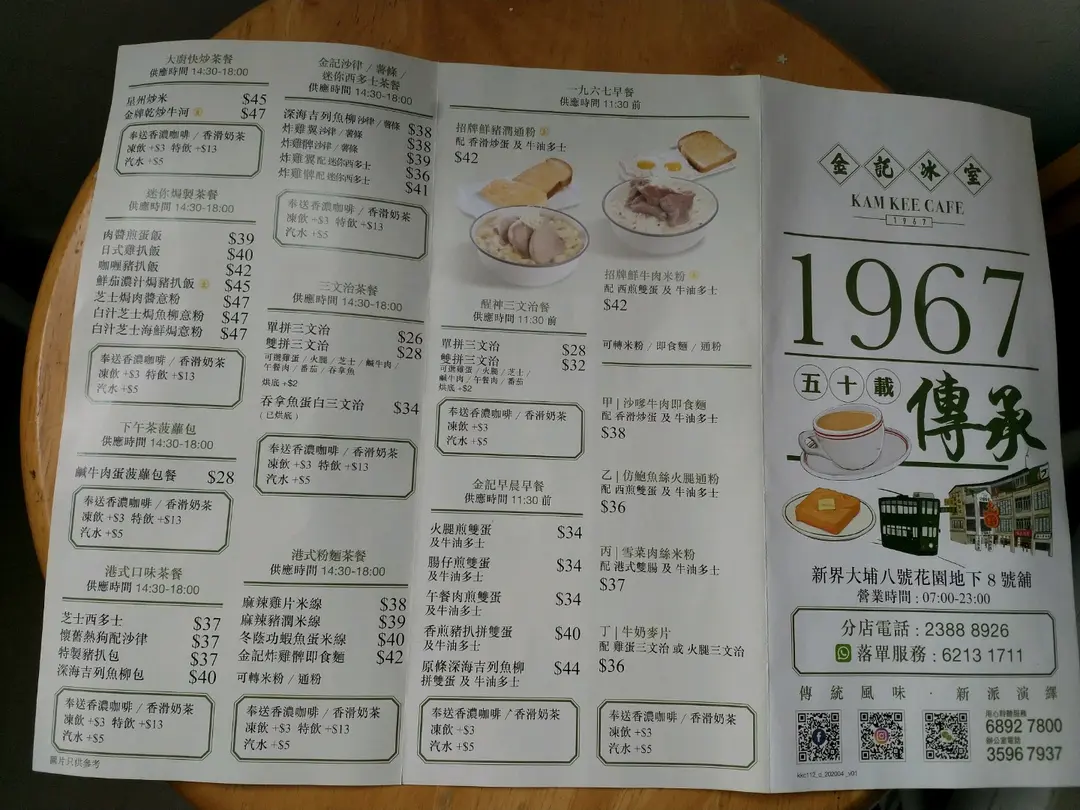 大廚快炒茶餐
供應時間 14:30-18:00
星州炒米 $45
金牌乾炒牛河 $47
奉送香濃咖啡 / 香滑奶茶
凍飲 +$3 特飲 +$13
汽水 +$5
迷你焗製茶餐
供應時間 14:30-18:00
肉醬煎蛋飯 $39
日式雞扒飯 $40
咖喱豬扒飯 $42
鮮茄濃汁焗豬扒飯 $45
芝士焗肉醬意粉 $47
白汁芝士焗魚柳意粉 $47
白汁芝士海鮮焗意粉 $47
奉送香濃咖啡 / 香滑奶茶
凍飲 +$3 特飲 +$13
汽水 +$5
下午茶菠蘿包
供應時間 14:30-18:00
鹹牛肉蛋菠蘿包餐 $28
奉送香濃咖啡 / 香滑奶茶
凍飲 +$3 特飲 +$13
汽水 +$5
港式口味茶餐
供應時間 14:30-18:00
芝士西多士 $37
懷舊熱狗配沙律 $37
特製豬扒包 $37
深海吉列魚柳包 $40
奉送香濃咖啡 / 香滑奶茶
凍飲 +$3 特飲 +$13
汽水 +$5
圖片只供參考
金記沙律 / 薯條 /
迷你西多士茶餐
供應時間 14:30-18:00
深海吉列魚柳 沙律 / 薯條 $38
炸雞翼 沙律 / 薯條 $38
炸雞髀 沙律 / 薯條 $39
炸雞翼 配 迷你西多士 $36
炸雞髀 配 迷你西多士 $41
奉送香濃咖啡 / 香滑奶茶
凍飲 +$3 特飲 +$13
汽水 +$5
三文治茶餐
供應時間 14:30-18:00
單拼三文治 $26
雙拼三文治 $28
可選雞蛋 / 火腿 / 芝士 / 鹹牛肉 /
午餐肉 / 番茄 / 吞拿魚
烘底 +$2
吞拿魚蛋白三文治 $34
( 已烘底 )
奉送香濃咖啡 / 香滑奶茶
凍飲 +$3 特飲 +$13
汽水 +$5
港式粉麵茶餐
供應時間 14:30-18:00
麻辣雞片米線 $38
麻辣豬潤米線 $39
冬蔭功蝦魚蛋米線 $40
金記炸雞髀即食麵 $42
可轉米粉 / 通粉
奉送香濃咖啡 / 香滑奶茶
凍飲 +$3 特飲 +$13
汽水 +$5
一九六七早餐
供應時間 11:30 前
招牌鮮豬潤通粉
配 香滑炒蛋 及 牛油多士
$42
招牌鮮牛肉米粉
配 西煎雙蛋 及 牛油多士
$42
可轉米粉 / 即食麵 / 通粉
醒神三文治餐
供應時間 11:30 前
單拼三文治 $28
雙拼三文治 $32
可選雞蛋 / 火腿 / 芝士 /
鹹牛肉 / 午餐肉 / 番茄
烘底 +$2
奉送香濃咖啡 / 香滑奶茶
凍飲 +$3
汽水 +$5
金記早晨早餐
供應時間 11:30 前
火腿煎雙蛋 $34
及牛油多士
腸仔煎雙蛋 $34
及牛油多士
午餐肉煎雙蛋 $34
及牛油多士
香煎豬扒拼雙蛋 $40
及牛油多士
原條深海吉列魚柳 $44
拼雙蛋 及 牛油多士
奉送香濃咖啡 / 香滑奶茶
凍飲 +$3
汽水 +$5
甲 | 沙嗲牛肉即食麵
配 香滑炒蛋 及 牛油多士
$38
乙 | 仿鮑魚絲火腿通粉
配 西煎雙蛋 及 牛油多士
$36
丙 | 雪菜肉絲米粉
配 港式雙腸 及 牛油多士
$37
丁 | 牛奶麥片
配 雞蛋三文治 或 火腿三文治
$36
奉送香濃咖啡 / 香滑奶茶
凍飲 +$3
汽水 +$5
金記冰室
KAM KEE CAFE
1967
1967
五十載
傳承
新界大埔八號花園地下 8 號舖
營業時間 : 07:00-23:00
分店電話 : 2388 8926
落單服務 : 6213 1711
傳統風味 · 新派演繹
用心聆聽服務
6892 7800
辦公室電話
3596 7937
kkc112_c_202004_v01